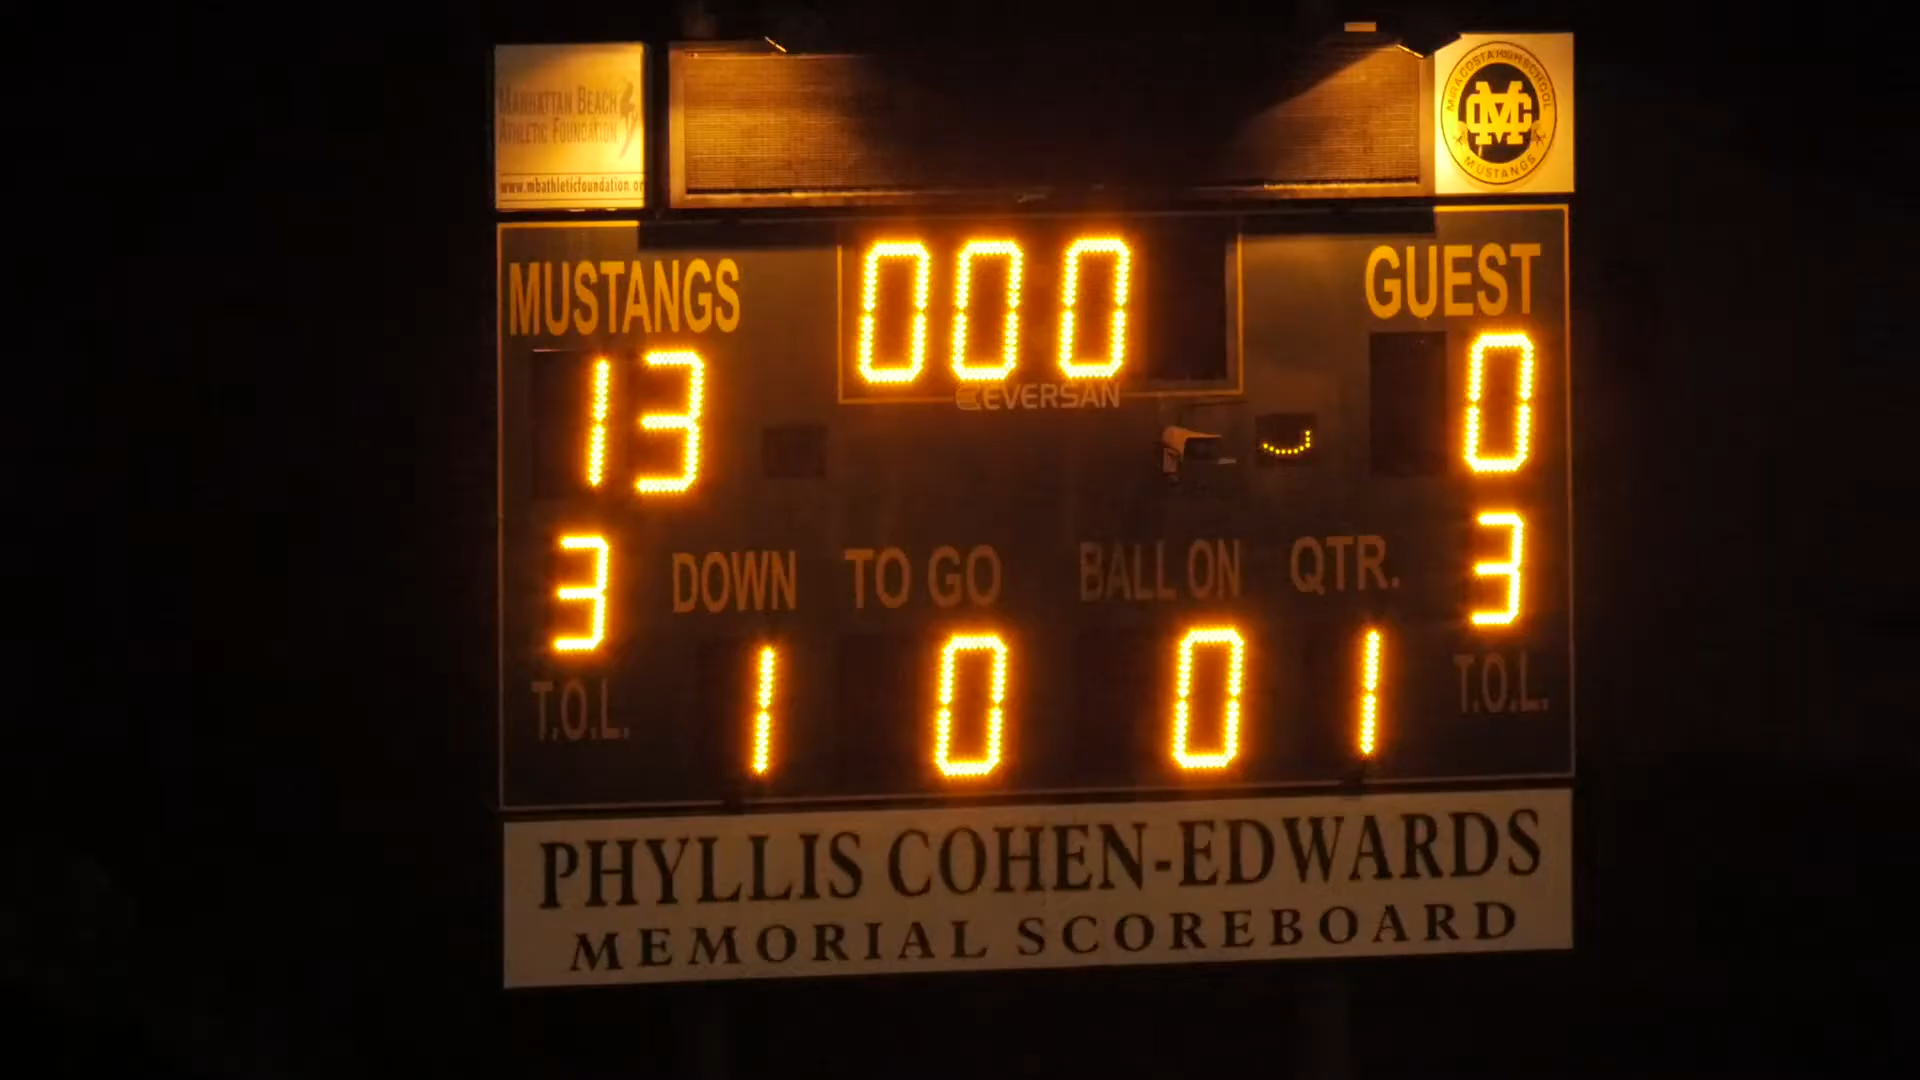 MANHATTAN BEACH
ATHLETIC FOUNDATION
www.mbathleticfoundation.or
MIRA COSTA HIGH SCHOOL
MC
MUSTANGS
MUSTANGS
000
GUEST
EVERSAN
13
0
3
DOWN
TO GO
BALL ON
QTR.
3
T.O.L.
1
0
0
1
T.O.L.
PHYLLIS COHEN-EDWARDS
MEMORIAL SCOREBOARD